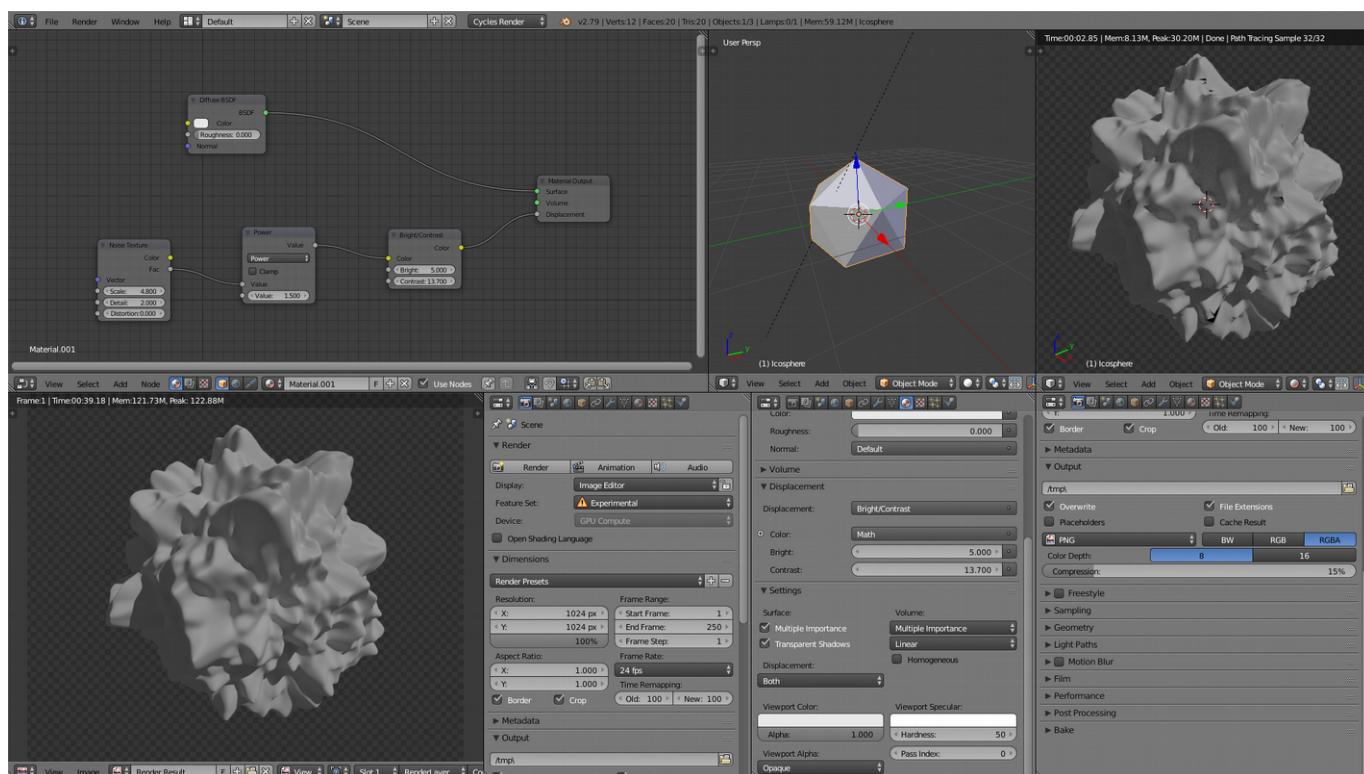 File Render Window Help Default Scene Cycles Render v2.79 | Verts:12 | Faces:20 | Tris:20 | Objects:1/3 | Lamps:0/1 | Mem:59.12M | Icosphere
Diffuse BSDF
BSDF
Color
Roughness: 0.000
Normal
Material Output
Surface
Volume
Displacement
Noise Texture
Color
Fac
Vector
Scale: 4.800
Detail: 2.000
Distortion:0.000
Power
Value
Power
Clamp
Value
Value: 1.500
Bright/Contrast
Color
Color
Bright: 5.000
Contrast: 13.700
Material.001
View Select Add Node Material.001 F Use Nodes
User Persp
(1) Icosphere
View Select Add Object Object Mode
Time:00:02.85 | Mem:8.13M, Peak:30.20M | Done | Path Tracing Sample 32/32
(1) Icosphere
View Select Add Object Object Mode
Frame:1 | Time:00:39.18 | Mem:121.73M, Peak: 122.88M
View Image Render Result F View Slot 1 RenderLayer
Scene
Render
Render Animation Audio
Display: Image Editor
Feature Set: Experimental
Device: GPU Compute
Open Shading Language
Dimensions
Render Presets
Resolution: Frame Range:
X: 1024 px Start Frame: 1
Y: 1024 px End Frame: 250
100% Frame Step: 1
Aspect Ratio: Frame Rate:
X: 1.000 24 fps
Y: 1.000 Time Remapping:
Border Crop Old: 100 New: 100
Metadata
Output
/tmp\
Color:
Roughness: 0.000
Normal: Default
Volume
Displacement
Displacement: Bright/Contrast
Color: Math
Bright: 5.000
Contrast: 13.700
Settings
Surface: Volume:
Multiple Importance Multiple Importance
Transparent Shadows Linear
Homogeneous
Displacement:
Both
Viewport Color: Viewport Specular:
Alpha: 1.000 Hardness: 50
Viewport Alpha: Pass Index: 0
Opaque
Y: 1.000 Time Remapping:
Border Crop Old: 100 New: 100
Metadata
Output
/tmp\
Overwrite File Extensions
Placeholders Cache Result
PNG BW RGB RGBA
Color Depth: 8 16
Compression: 15%
Freestyle
Sampling
Geometry
Light Paths
Motion Blur
Film
Performance
Post Processing
Bake